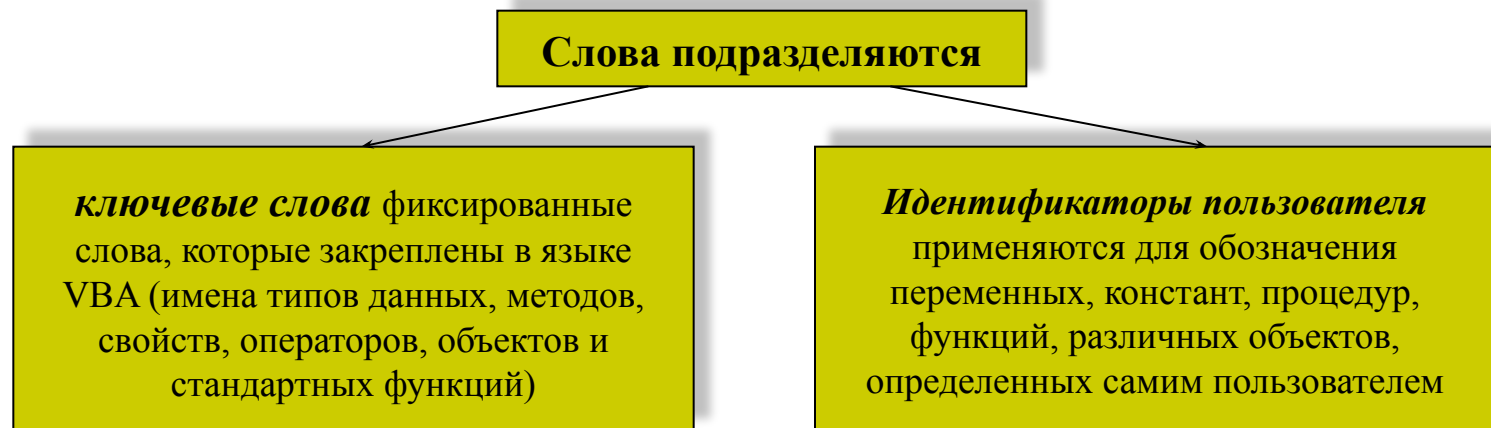 Слова подразделяются
ключевые слова фиксированные
слова, которые закреплены в языке
VBA (имена типов данных, методов,
свойств, операторов, объектов и
стандартных функций)
Идентификаторы пользователя
применяются для обозначения
переменных, констант, процедур,
функций, различных объектов,
определенных самим пользователем